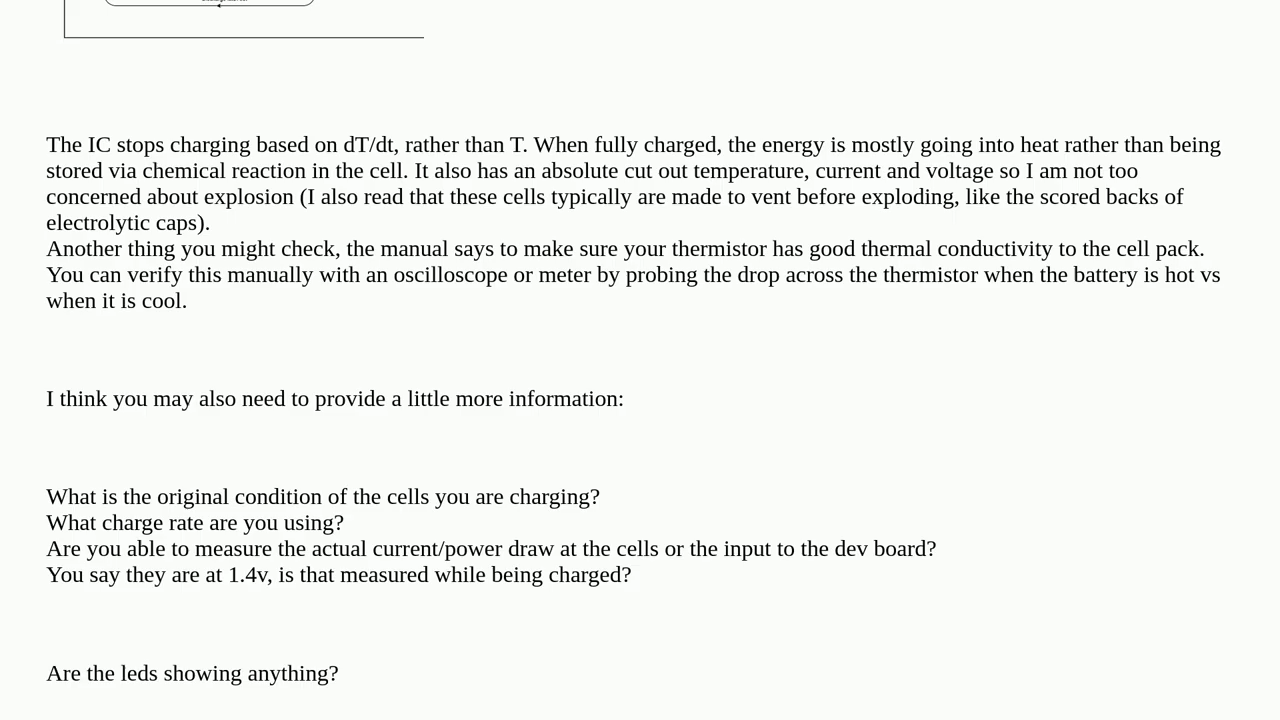 The IC stops charging based on dT/dt, rather than T. When fully charged, the energy is mostly going into heat rather than being
stored via chemical reaction in the cell. It also has an absolute cut out temperature, current and voltage so I am not too
concerned about explosion (I also read that these cells typically are made to vent before exploding, like the scored backs of
electrolytic caps).
Another thing you might check, the manual says to make sure your thermistor has good thermal conductivity to the cell pack.
You can verify this manually with an oscilloscope or meter by probing the drop across the thermistor when the battery is hot vs
when it is cool.
I think you may also need to provide a little more information:
What is the original condition of the cells you are charging?
What charge rate are you using?
Are you able to measure the actual current/power draw at the cells or the input to the dev board?
You say they are at 1.4v, is that measured while being charged?
Are the leds showing anything?